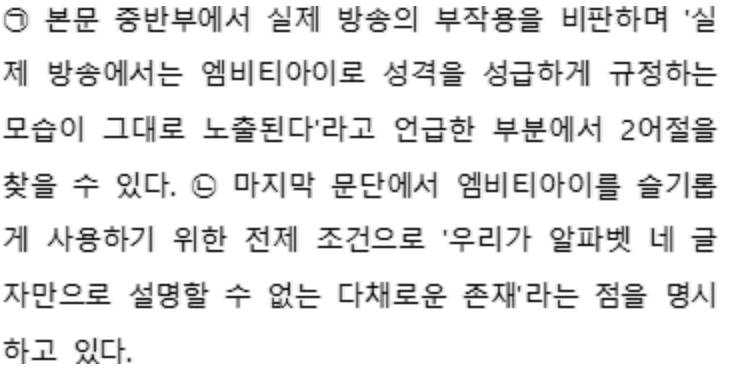 ㉠ 본문 중반부에서 실제 방송의 부작용을 비판하며 '실
제 방송에서는 엠비티아이로 성격을 성급하게 규정하는
모습이 그대로 노출된다'라고 언급한 부분에서 2어절을
찾을 수 있다. ㉡ 마지막 문단에서 엠비티아이를 슬기롭
게 사용하기 위한 전제 조건으로 '우리가 알파벳 네 글
자만으로 설명할 수 없는 다채로운 존재'라는 점을 명시
하고 있다.